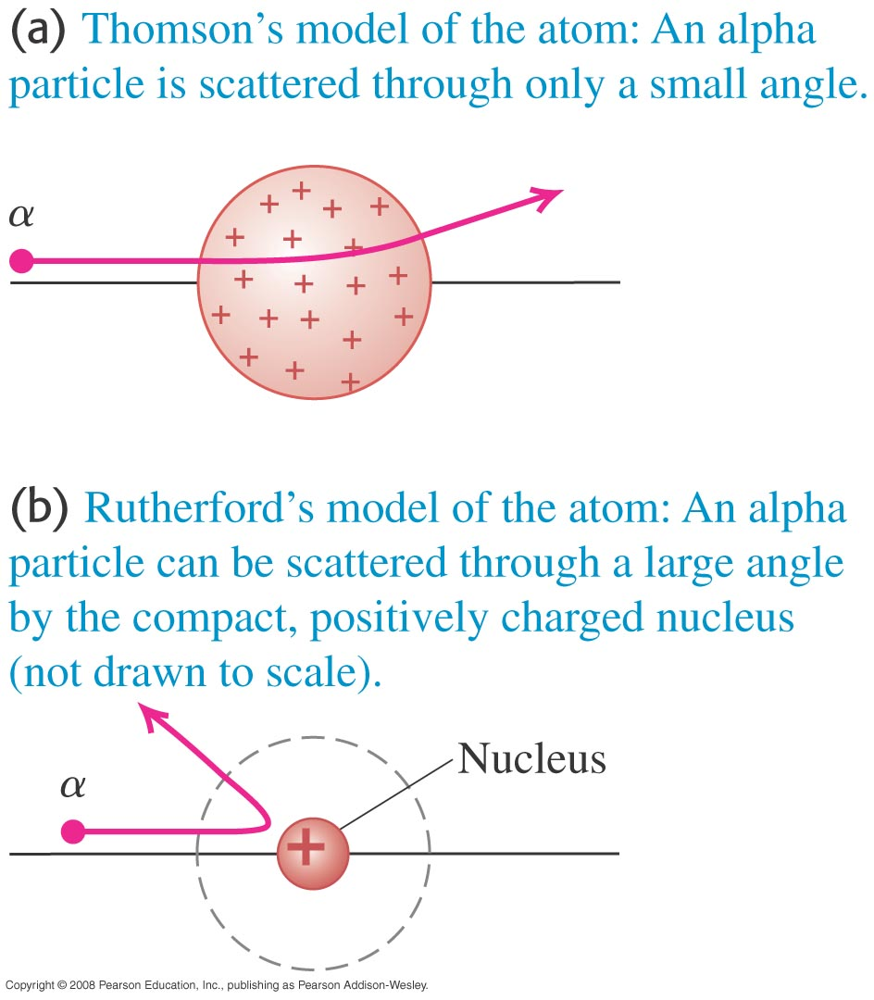 (a) Thomson's model of the atom: An alpha
particle is scattered through only a small angle.
α
(b) Rutherford's model of the atom: An alpha
particle can be scattered through a large angle
by the compact, positively charged nucleus
(not drawn to scale).
Nucleus
α
Copyright © 2008 Pearson Education, Inc., publishing as Pearson Addison-Wesley.